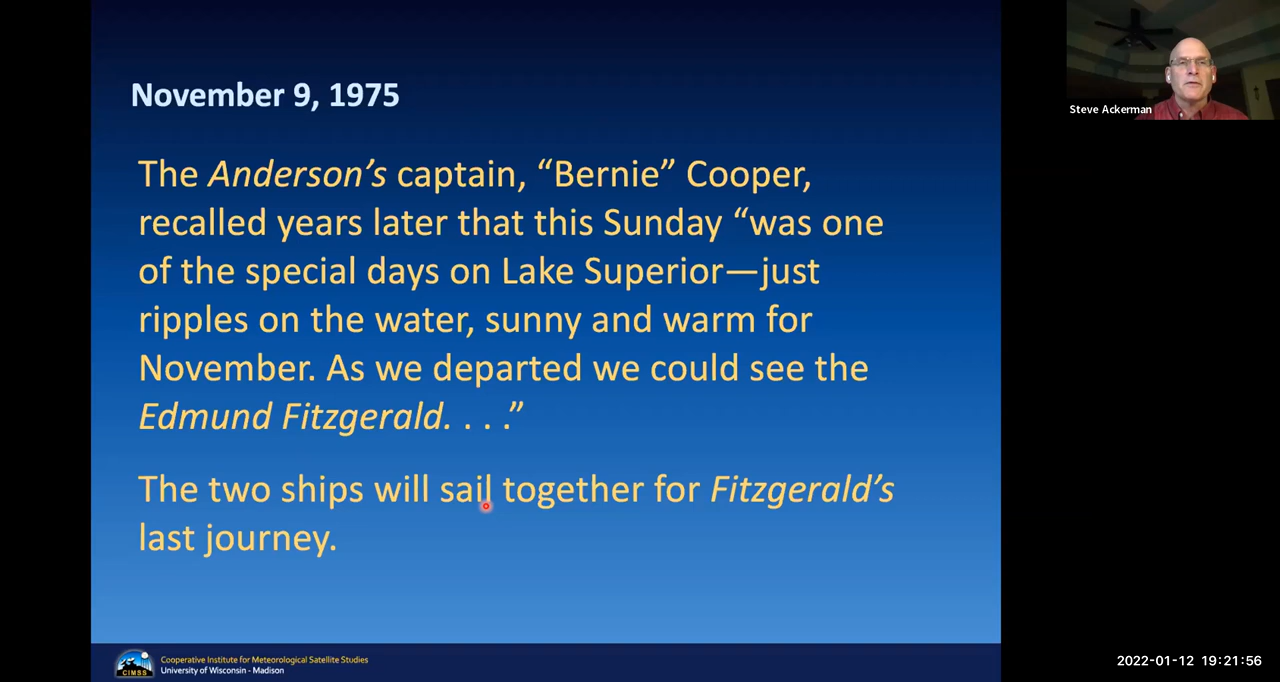 November 9, 1975
The Anderson’s captain, “Bernie” Cooper,
recalled years later that this Sunday “was one
of the special days on Lake Superior—just
ripples on the water, sunny and warm for
November. As we departed we could see the
Edmund Fitzgerald. . . .”
The two ships will sail together for Fitzgerald’s
last journey.
CIMSS
Cooperative Institute for Meteorological Satellite Studies
University of Wisconsin - Madison
Steve Ackerman
2022-01-12 19:21:56